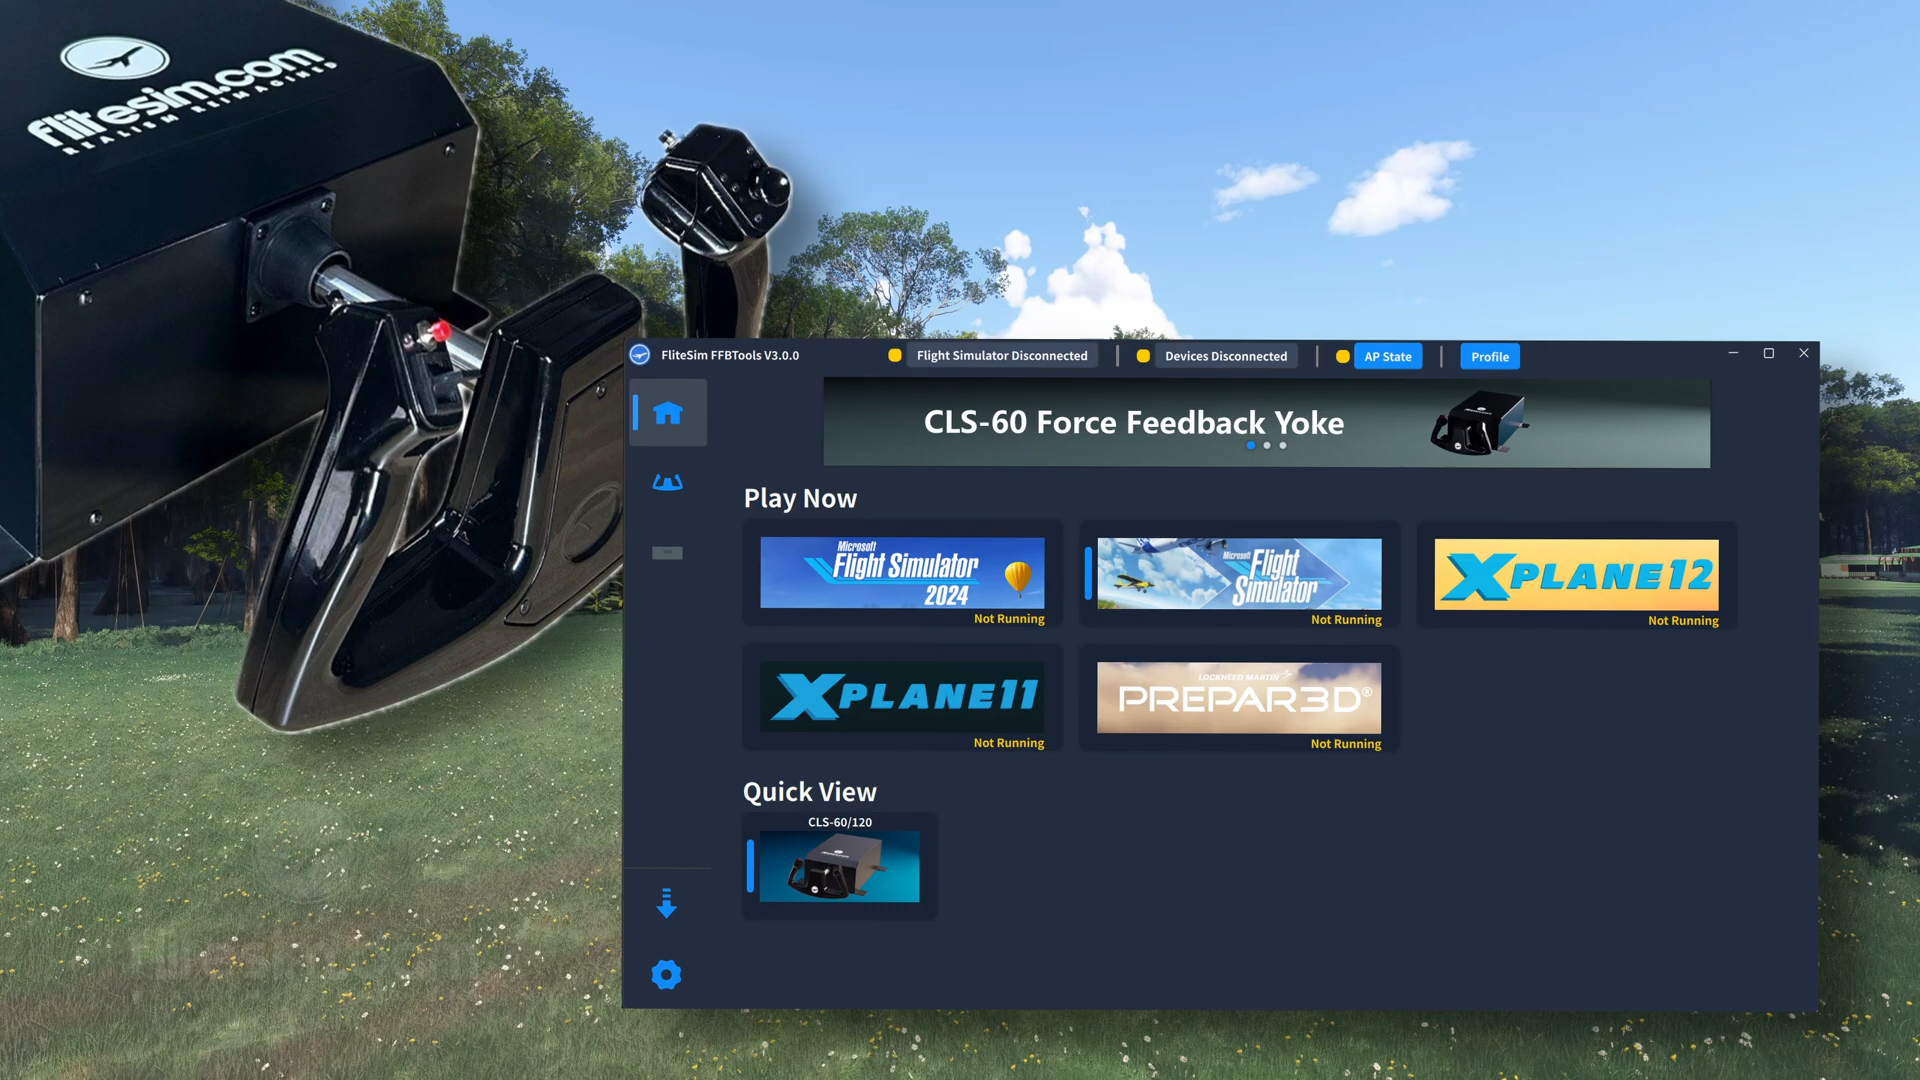 flitesim.com
REALISM REIMAGINED
FliteSim FFBTools V3.0.0
Flight Simulator Disconnected
Devices Disconnected
AP State
Profile
CLS-60 Force Feedback Yoke
Play Now
Microsoft
Flight Simulator
2024
Not Running
Microsoft
Flight
Simulator
Not Running
XPLANE12
Not Running
XPLANE11
Not Running
LOCKHEED MARTIN
PREPAR3D®
Not Running
Quick View
CLS-60/120